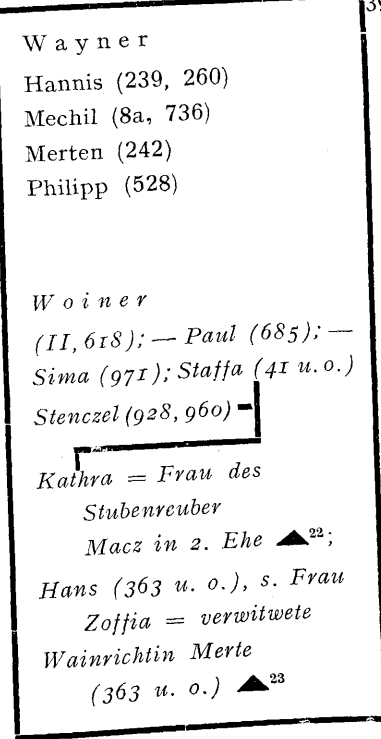 39
Wayner
Hannis (239, 260)
Mechil (8a, 736)
Merten (242)
Philipp (528)
Woiner
(II, 618); — Paul (685); —
Sima (971); Staffa (41 u. o.)
Stenczel (928, 960) -
Kathra = Frau des
Stubenreuber
Macz in 2. Ehe ▲22;
Hans (363 u. o.), s. Frau
Zoffia = verwitwete
Wainrichtin Merte
(363 u. o.) ▲23